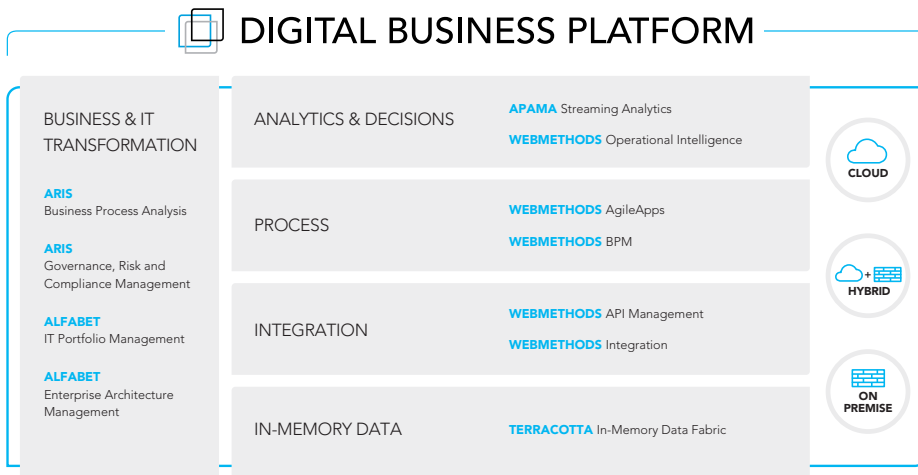 DIGITAL BUSINESS PLATFORM
BUSINESS & IT
TRANSFORMATION
ARIS
Business Process Analysis
ARIS
Governance, Risk and
Compliance Management
ALFABET
IT Portfolio Management
ALFABET
Enterprise Architecture
Management
ANALYTICS & DECISIONS
APAMA Streaming Analytics
WEBMETHODS Operational Intelligence
PROCESS
WEBMETHODS AgileApps
WEBMETHODS BPM
INTEGRATION
WEBMETHODS API Management
WEBMETHODS Integration
IN-MEMORY DATA
TERRACOTTA In-Memory Data Fabric
CLOUD
+
HYBRID
ON
PREMISE